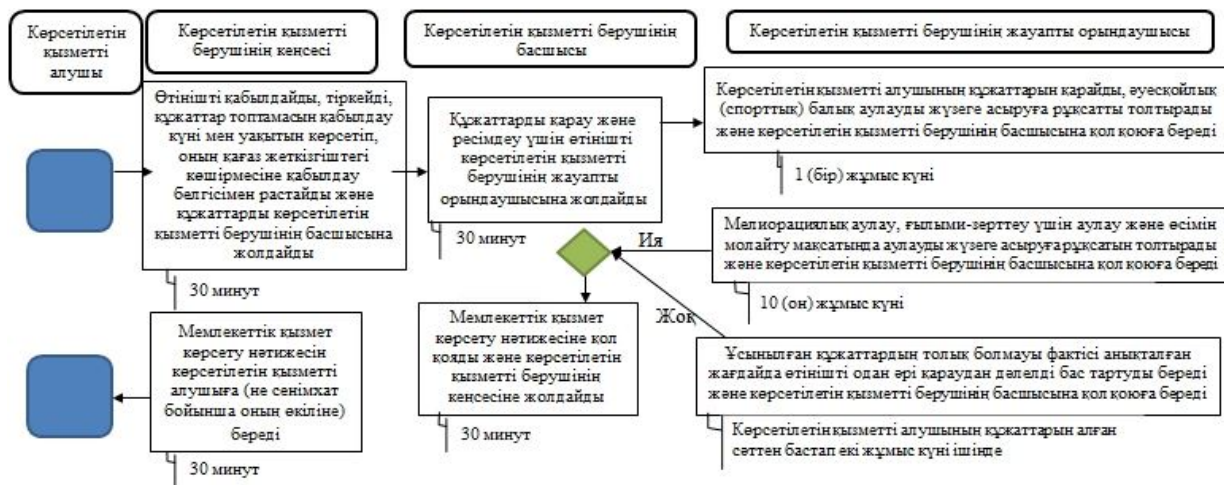 Көрсетілетін
қызметті
алушы
Көрсетілетін қызметті
берушінің кеңсесі
Көрсетілетін қызметті берушінің
басшысы
Көрсетілетін қызметті берушінің жауапты орындаушысы
Өтінішті қабылдайды, тіркейді,
құжаттар топтамасын қабылдау
күні мен уақытын көрсетіп,
оның қағаз жеткізгіштегі
көшірмесіне қабылдау
белгісімен растайды және
құжаттарды көрсетілетін
қызметті берушінің басшысына
жолдайды
30 минут
Құжаттарды қарау және
ресімдеу үшін өтінішті
көрсетілетін қызметті
берушінің жауапты
орындаушысына жолдайды
30 минут
Көрсетілетін қызметті алушының құжаттарын қарайды, әуесқойлық
(спорттық) балық аулауды жүзеге асыруға рұқсатты толтырады
және көрсетілетін қызметті берушінің басшысына қол қоюға береді
1 (бір) жұмыс күні
Мелиорациялық аулау, ғылыми-зерттеу үшін аулау және өсімін
молайту мақсатында аулауды жүзеге асыруға рұқсатын толтырады
және көрсетілетін қызметті берушінің басшысына қол қоюға береді
10 (он) жұмыс күні
Ия
Жоқ
Мемлекеттік қызмет
көрсету нәтижесін
көрсетілетін қызметті
алушыға (не сенімхат
бойынша оның өкіліне)
береді
30 минут
Мемлекеттік қызмет
көрсету нәтижесіне қол
қояды және көрсетілетін
қызметті берушінің
кеңсесіне жолдайды
30 минут
Ұсынылған құжаттардың толық болмауы фактісі анықталған
жағдайда өтінішті одан әрі қараудан дәлелді бас тартуды береді
және көрсетілетін қызметті берушінің басшысына қол қоюға береді
Көрсетілетін қызметті алушының құжаттарын алған
сәттен бастап екі жұмыс күні ішінде